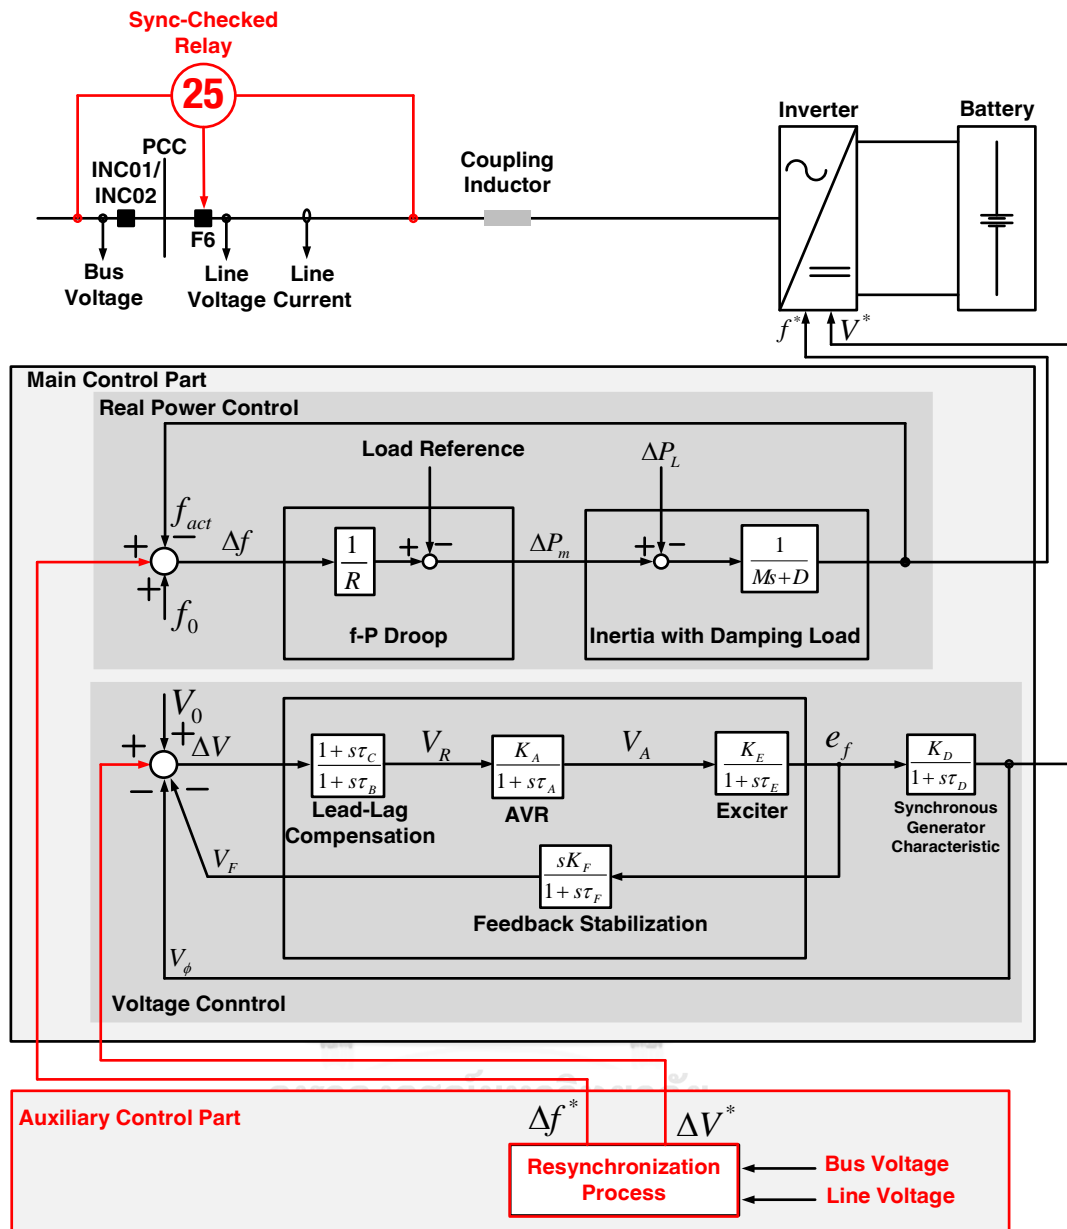 Sync-Checked
Relay
25
PCC
INC01/
INC02
F6
Bus
Voltage
Line
Voltage
Line
Current
Coupling
Inductor
Inverter
Battery
f*
V*
Main Control Part
Real Power Control
Load Reference
ΔP_L
f_act
Δf
1
R
ΔP_m
1
Ms+D
f_0
f-P Droop
Inertia with Damping Load
V_0
ΔV
1+sτ_C
1+sτ_B
Lead-Lag
Compensation
V_R
K_A
1+sτ_A
AVR
V_A
K_E
1+sτ_E
Exciter
e_f
K_D
1+sτ_D
Synchronous
Generator
Characteristic
V_F
sK_F
1+sτ_F
Feedback Stabilization
V_ϕ
Voltage Conntrol
Auxiliary Control Part
Δf*
ΔV*
Resynchronization
Process
Bus Voltage
Line Voltage